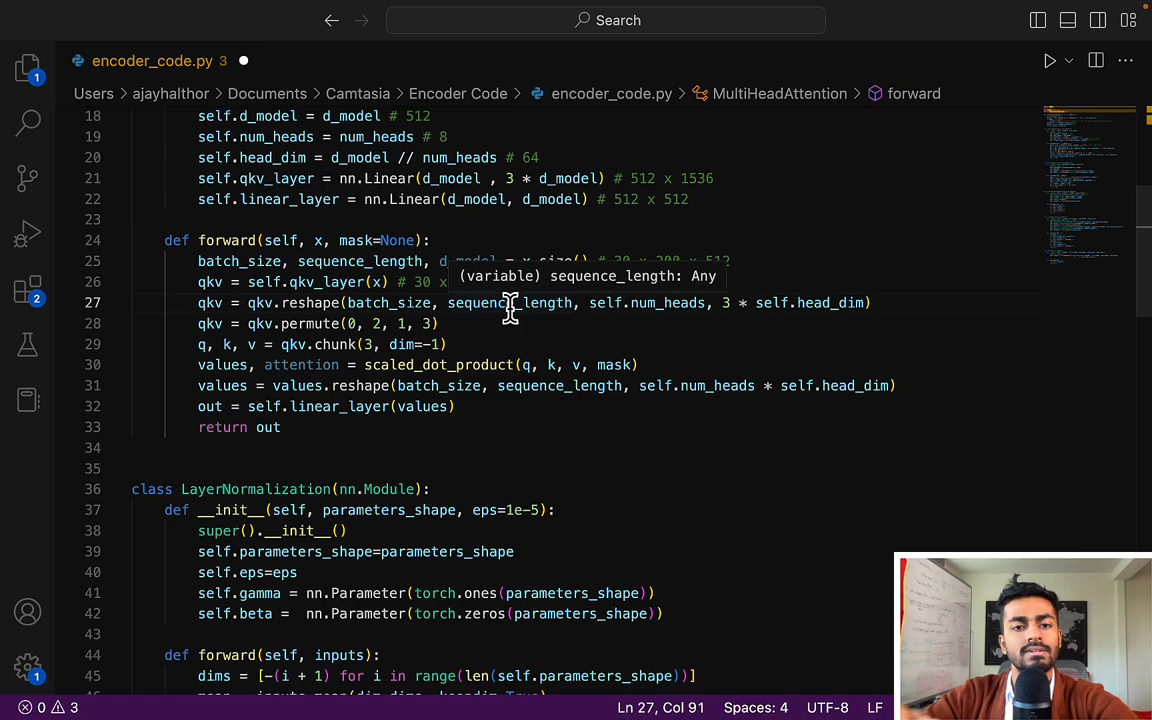 Search
encoder_code.py 3
Users > ajayhalthor > Documents > Camtasia > Encoder Code > encoder_code.py > MultiHeadAttention > forward
18 self.d_model = d_model # 512
19 self.num_heads = num_heads # 8
20 self.head_dim = d_model // num_heads # 64
21 self.qkv_layer = nn.Linear(d_model , 3 * d_model) # 512 x 1536
22 self.linear_layer = nn.Linear(d_model, d_model) # 512 x 512
23
24 def forward(self, x, mask=None):
25 batch_size, sequence_length, d_model = x.size() # 30 x 200 x 512
(variable) sequence_length: Any
26 qkv = self.qkv_layer(x) # 30 x
27 qkv = qkv.reshape(batch_size, sequence_length, self.num_heads, 3 * self.head_dim)
28 qkv = qkv.permute(0, 2, 1, 3)
29 q, k, v = qkv.chunk(3, dim=-1)
30 values, attention = scaled_dot_product(q, k, v, mask)
31 values = values.reshape(batch_size, sequence_length, self.num_heads * self.head_dim)
32 out = self.linear_layer(values)
33 return out
34
35
36 class LayerNormalization(nn.Module):
37 def __init__(self, parameters_shape, eps=1e-5):
38 super().__init__()
39 self.parameters_shape=parameters_shape
40 self.eps=eps
41 self.gamma = nn.Parameter(torch.ones(parameters_shape))
42 self.beta =  nn.Parameter(torch.zeros(parameters_shape))
43
44 def forward(self, inputs):
45 dims = [-(i + 1) for i in range(len(self.parameters_shape))]
1
2
1
0 3
Ln 27, Col 91 Spaces: 4 UTF-8 LF